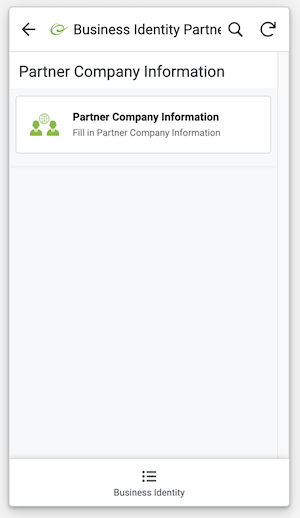 Business Identity Partne
Partner Company Information
Partner Company Information
Fill in Partner Company Information
Business Identity